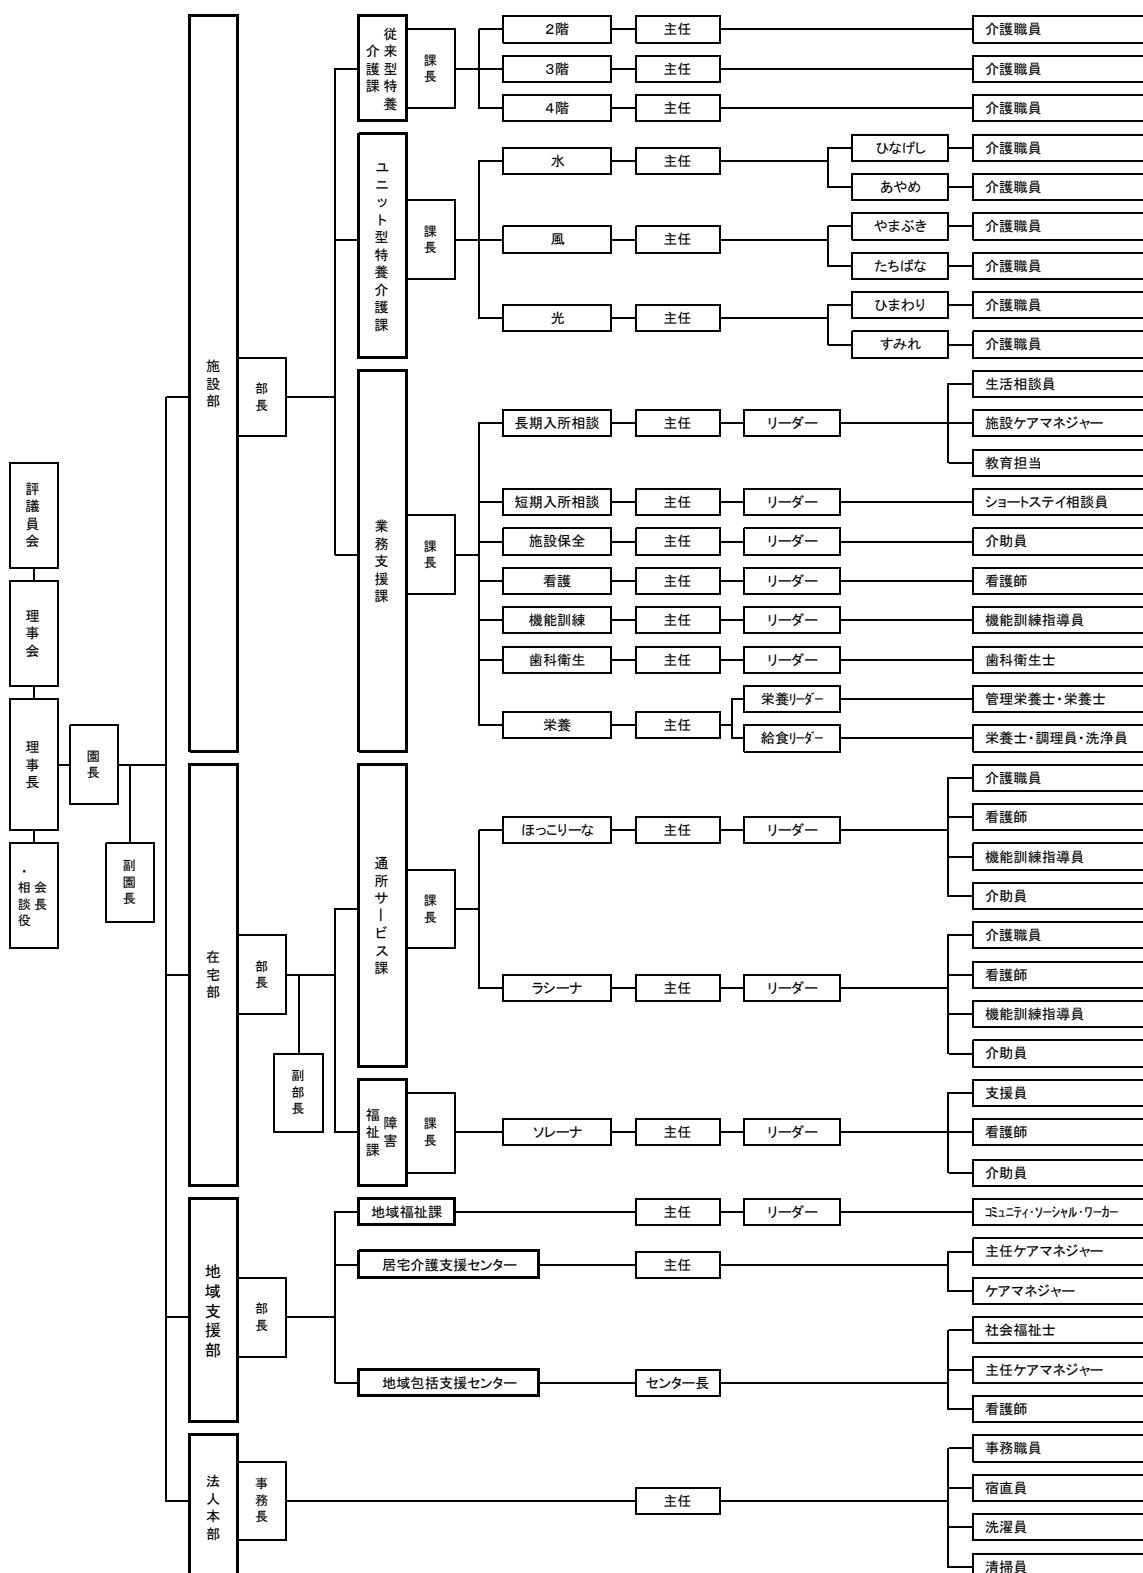 評議員会
理事会
理事長
会長
・相談役
園長
副園長
施設部
部長
従来型特養
介護課
課長
2階
主任
介護職員
3階
主任
介護職員
4階
主任
介護職員
ユニット型特養介護課
課長
水
主任
ひなげし
介護職員
あやめ
介護職員
風
主任
やまぶき
介護職員
たちばな
介護職員
光
主任
ひまわり
介護職員
すみれ
介護職員
業務支援課
課長
長期入所相談
主任
リーダー
生活相談員
施設ケアマネジャー
教育担当
短期入所相談
主任
リーダー
ショートステイ相談員
施設保全
主任
リーダー
介助員
看護
主任
リーダー
看護師
機能訓練
主任
リーダー
機能訓練指導員
歯科衛生
主任
リーダー
歯科衛生士
栄養
主任
栄養リーダー
管理栄養士・栄養士
給食リーダー
栄養士・調理員・洗浄員
在宅部
部長
副部長
通所サービス課
課長
ほっこりーな
主任
リーダー
介護職員
看護師
機能訓練指導員
介助員
ラシーナ
主任
リーダー
介護職員
看護師
機能訓練指導員
介助員
障害
福祉課
課長
ソレーナ
主任
リーダー
支援員
看護師
介助員
地域支援部
部長
地域福祉課
主任
リーダー
コミュニティ・ソーシャル・ワーカー
居宅介護支援センター
主任
主任ケアマネジャー
ケアマネジャー
地域包括支援センター
センター長
社会福祉士
主任ケアマネジャー
看護師
法人本部
事務長
主任
事務職員
宿直員
洗濯員
清掃員